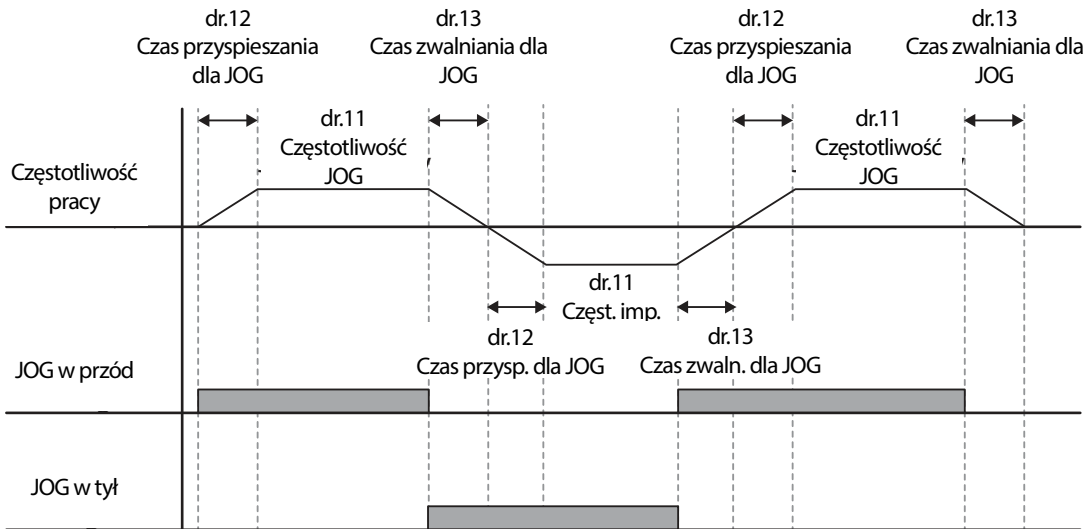 dr.12
Czas przyspieszania
dla JOG
dr.13
Czas zwalniania dla
JOG
dr.12
Czas przyspieszania
dla JOG
dr.13
Czas zwalniania dla
JOG
dr.11
Częstotliwość
JOG
dr.11
Częstotliwość
JOG
Częstotliwość
pracy
dr.11
Częst. imp.
dr.12
Czas przysp. dla JOG
dr.13
Czas zwaln. dla JOG
JOG w przód
JOG w tył